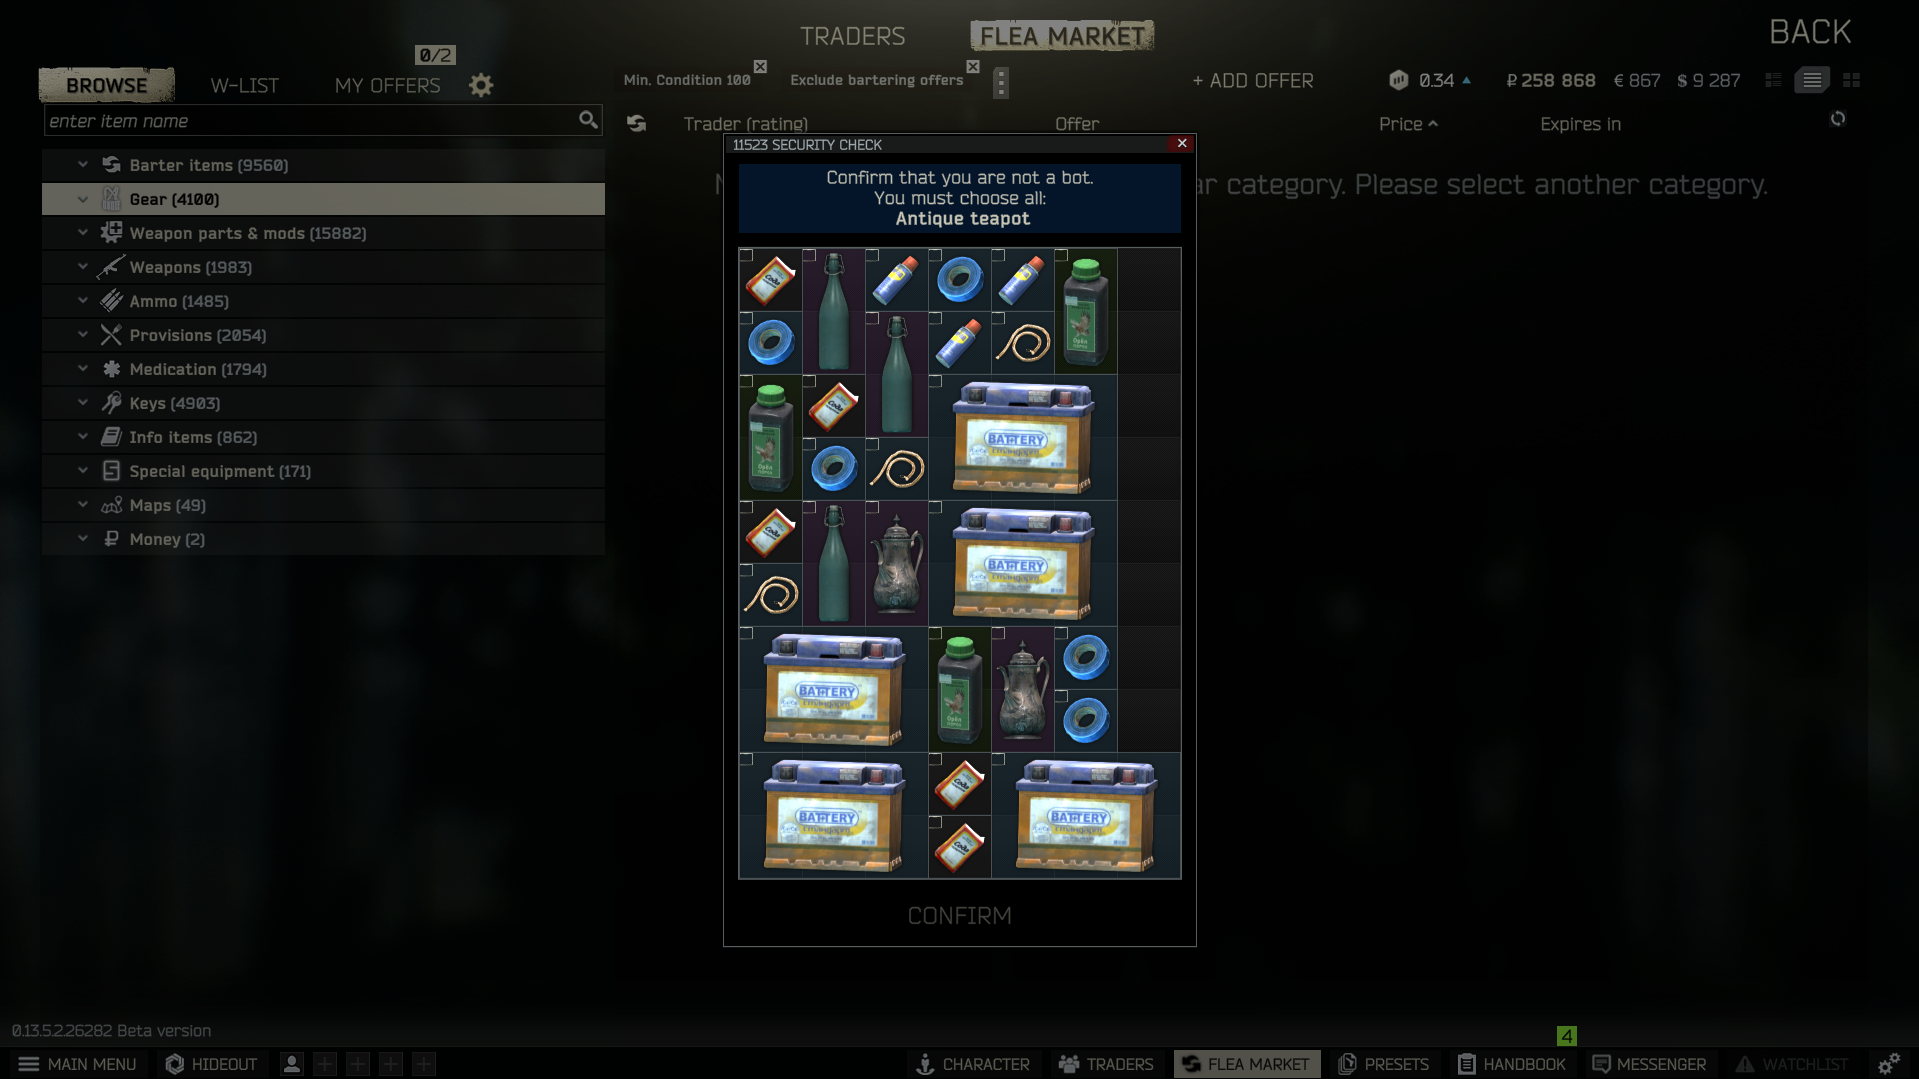 TRADERS
FLEA MARKET
BACK
0/2
BROWSE
W-LIST
MY OFFERS
Min. Condition 100
Exclude bartering offers
+ ADD OFFER
0.34
₽ 258 868
€ 867
$ 9 287
enter item name
Trader (rating)
Offer
Price
Expires in
Barter items (9560)
Gear (4100)
Weapon parts & mods (15882)
Weapons (1983)
Ammo (1485)
Provisions (2054)
Medication (1794)
Keys (4903)
Info items (862)
Special equipment (171)
Maps (49)
Money (2)
ar category. Please select another category.
11523 SECURITY CHECK
Confirm that you are not a bot.
You must choose all:
Antique teapot
BATTERY
BATTERY
BATTERY
BATTERY
BATTERY
CONFIRM
0.13.5.2.26282 Beta version
4
MAIN MENU
HIDEOUT
CHARACTER
TRADERS
FLEA MARKET
PRESETS
HANDBOOK
MESSENGER
WATCHLIST